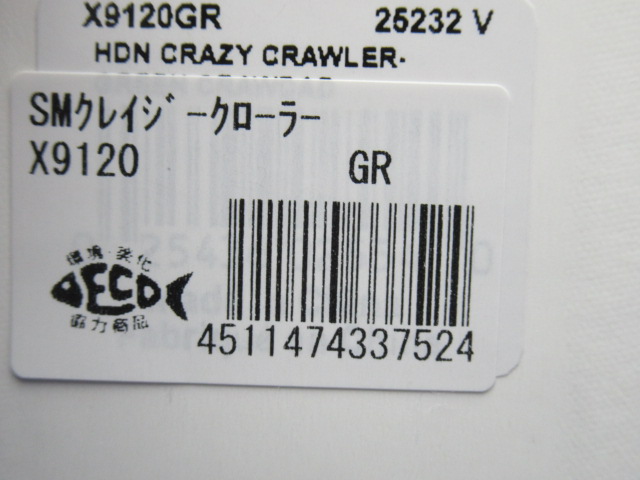 X9120GR 25232 V
HDN CRAZY CRAWLER-
SMクレイジークローラー
X9120 GR
環境・美化
ECO
協力商品
4511474337524